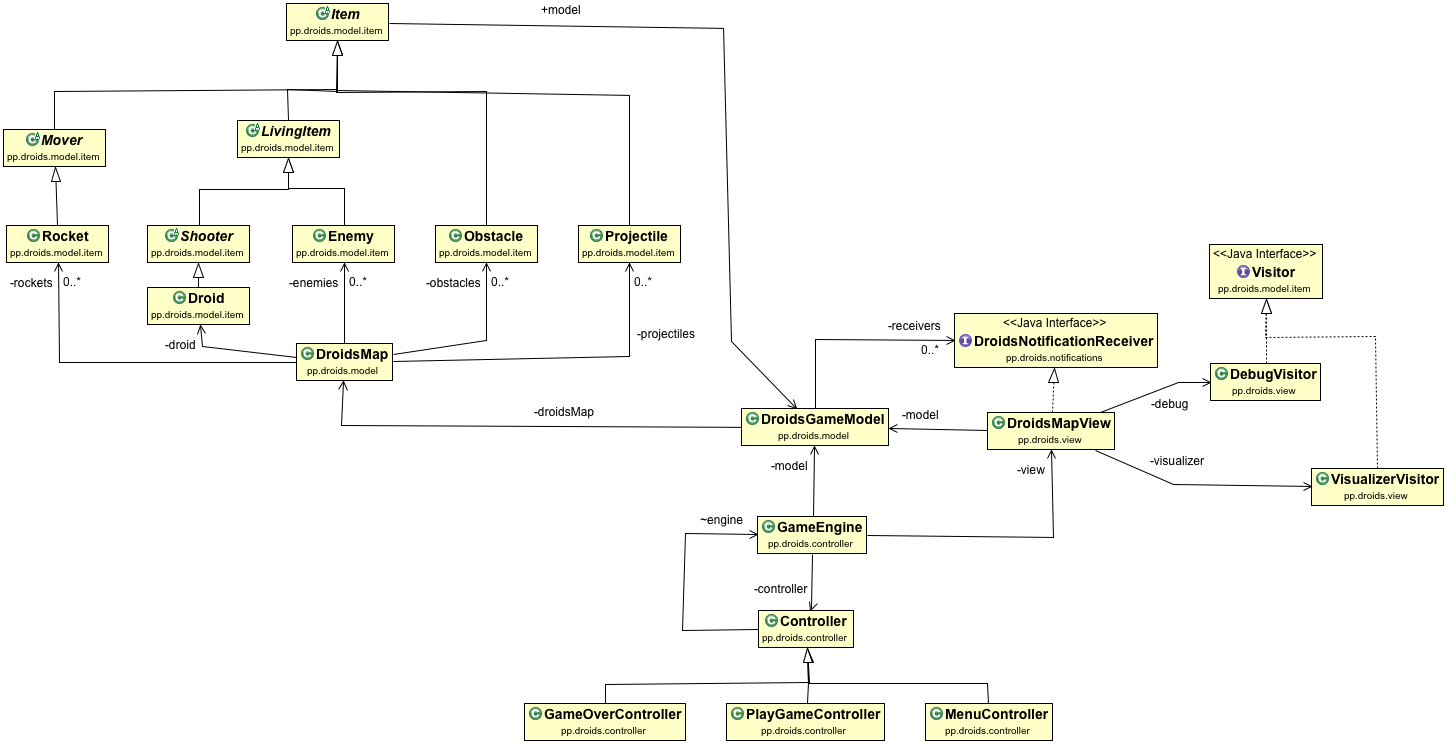 Item
pp.droids.model.item
+model
Mover
pp.droids.model.item
LivingItem
pp.droids.model.item
Rocket
pp.droids.model.item
Shooter
pp.droids.model.item
Enemy
pp.droids.model.item
Obstacle
pp.droids.model.item
Projectile
pp.droids.model.item
-rockets 0..*
-enemies 0..*
-obstacles 0..*
0..*
Droid
pp.droids.model.item
-droid
-projectiles
DroidsMap
pp.droids.model
<<Java Interface>>
Visitor
pp.droids.model.item
-receivers
0..*
<<Java Interface>>
DroidsNotificationReceiver
pp.droids.notifications
DebugVisitor
pp.droids.view
-debug
-droidsMap
DroidsGameModel
pp.droids.model
-model
DroidsMapView
pp.droids.view
-model
-view
-visualizer
VisualizerVisitor
pp.droids.view
~engine
GameEngine
pp.droids.controller
-controller
Controller
pp.droids.controller
GameOverController
pp.droids.controller
PlayGameController
pp.droids.controller
MenuController
pp.droids.controller